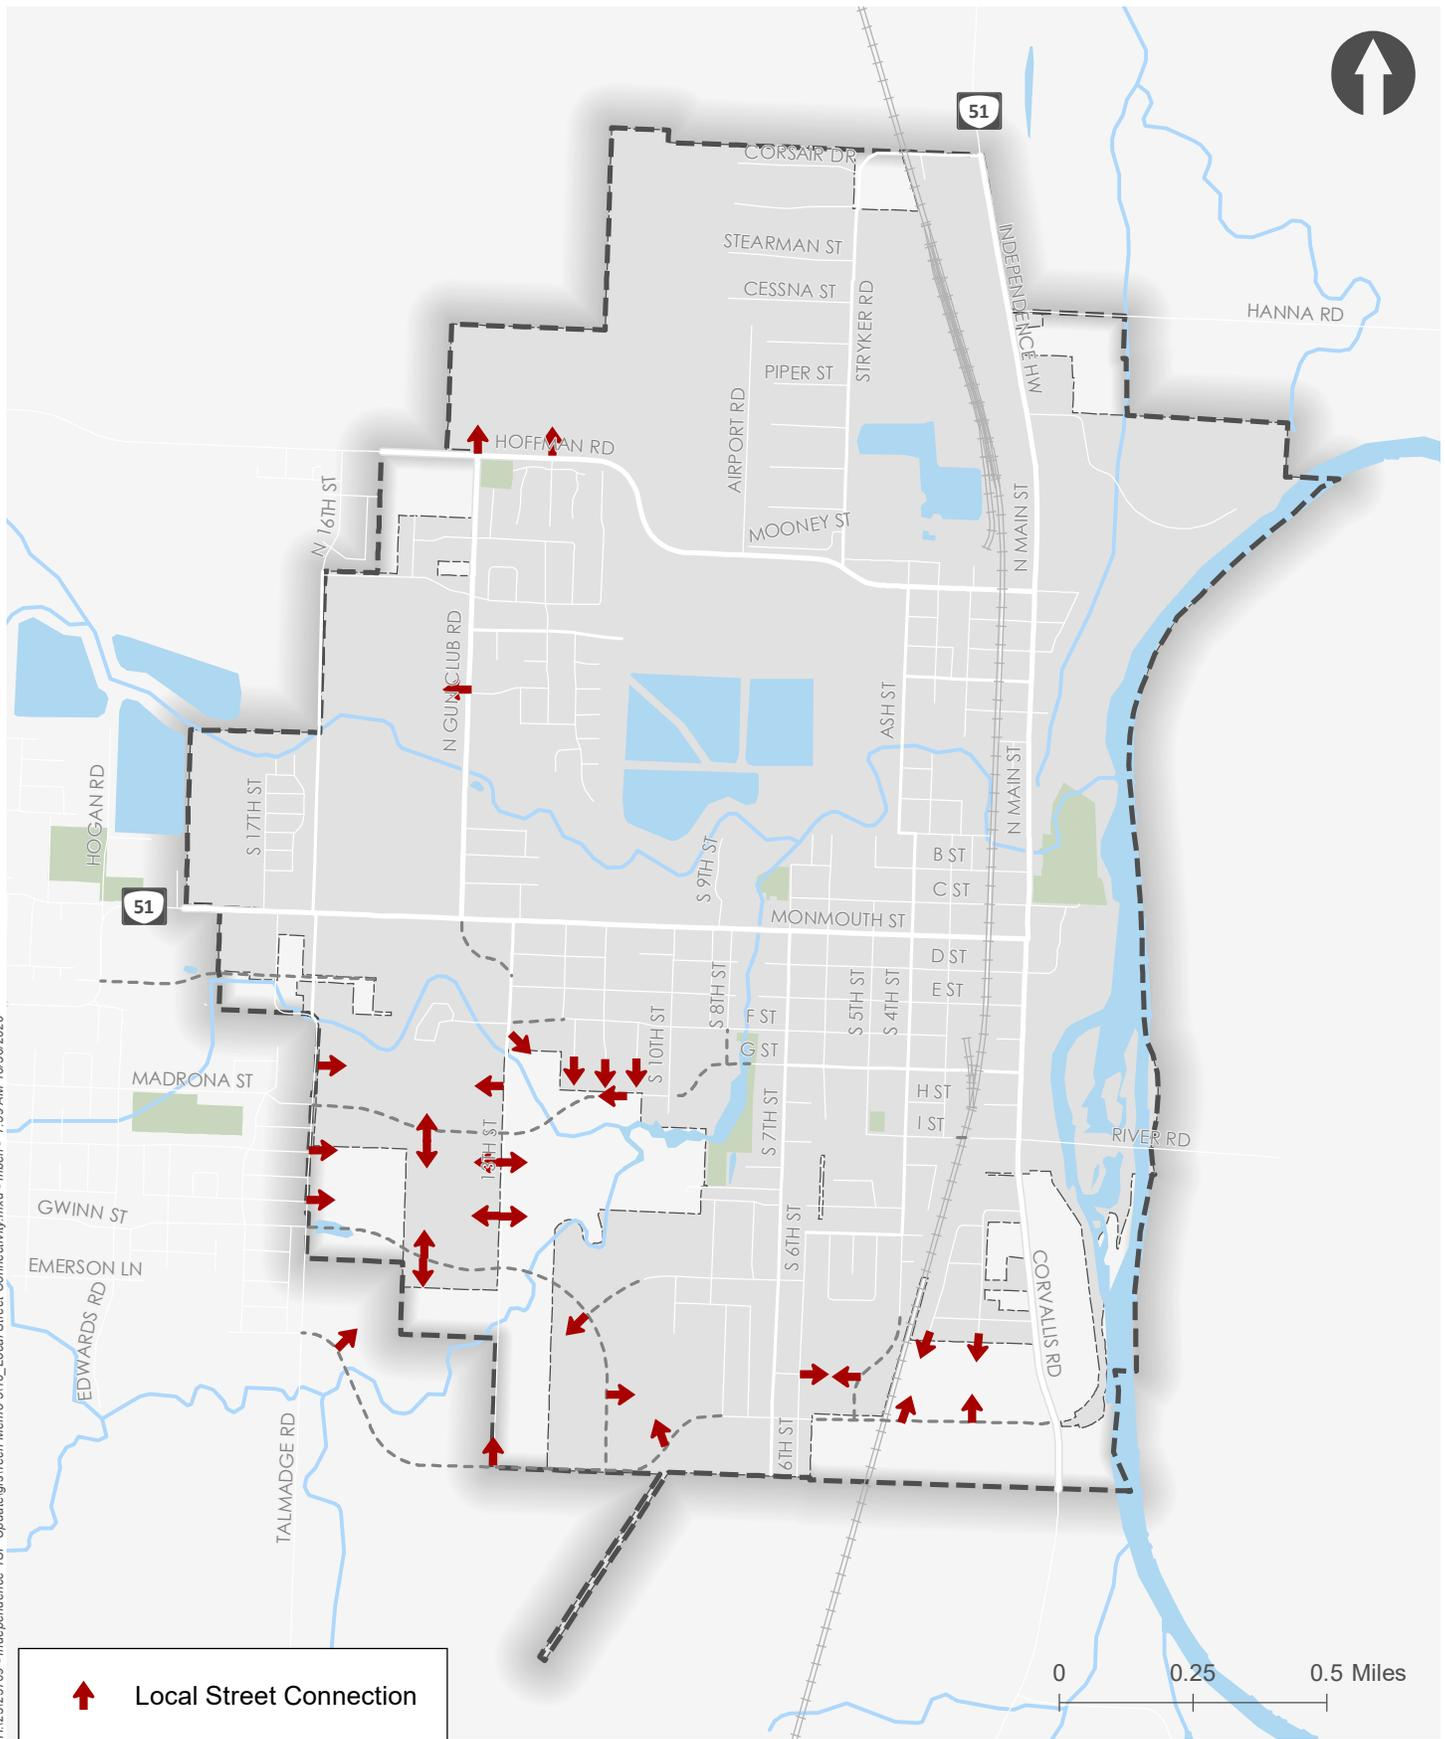 51
CORSAIR DR
STEARMAN ST
INDEPENDENCE HW
CESSNA ST
STRYKER RD
HANNA RD
PIPER ST
AIRPORT RD
HOFFMAN RD
N 16TH ST
MOONEY ST
N MAIN ST
N GUN CLUB RD
ASH ST
N MAIN ST
HOGAN RD
S 17TH ST
S 9TH ST
B ST
C ST
51
MONMOUTH ST
D ST
S 8TH ST
S 5TH ST
S 4TH ST
E ST
S 10TH ST
F ST
G ST
MADRONA ST
H ST
S 7TH ST
I ST
RIVER RD
13TH ST
GWINN ST
S 6TH ST
EMERSON LN
EDWARDS RD
CORVALLIS RD
TALMADGE RD
6TH ST
0 0.25 0.5 Miles
Local Street Connection